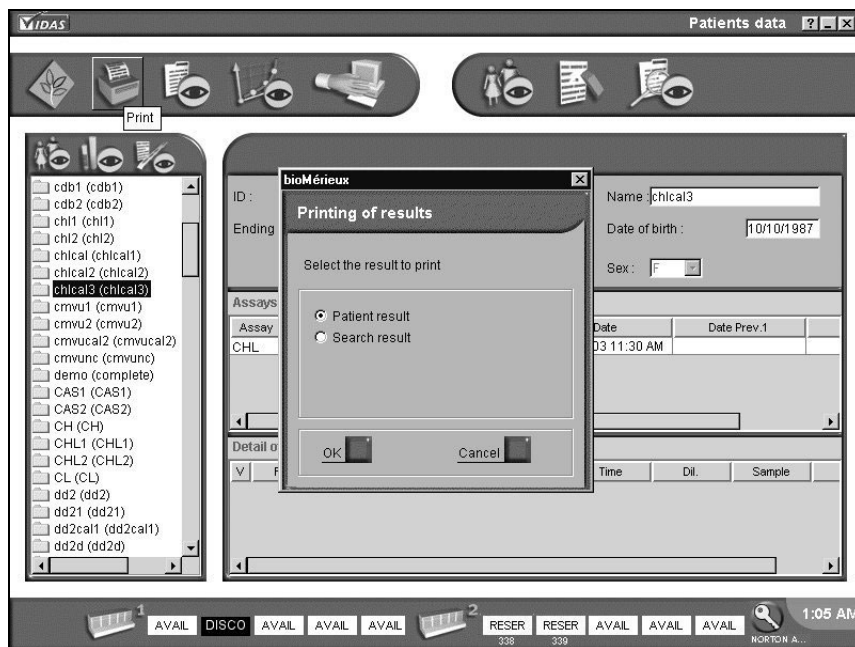 VIDAS
Patients data ? _ X
Print
cdb1 (cdb1)
cdb2 (cdb2)
chl1 (chl1)
chl2 (chl2)
chlcal (chlcal1)
chlcal2 (chlcal2)
chlcal3 (chlcal3)
cmvu1 (cmvu1)
cmvu2 (cmvu2)
cmvucal2 (cmvucal2)
cmvunc (cmvunc)
demo (complete)
CAS1 (CAS1)
CAS2 (CAS2)
CH (CH)
CHL1 (CHL1)
CHL2 (CHL2)
CL (CL)
dd2 (dd2)
dd21 (dd21)
dd2cal1 (dd2cal1)
dd2d (dd2d)
ID :
Ending
Name : chlcal3
Date of birth : 10/10/1987
Sex : F
Assays
Assay
Date
Date Prev.1
CHL
03 11:30 AM
Detail o
V
Time
Dil.
Sample
bioMérieux
Printing of results
Select the result to print
Patient result
Search result
OK
Cancel
1 AVAIL DISCO AVAIL AVAIL AVAIL
2 RESER RESER AVAIL AVAIL AVAIL
338 339
NORTON A...
1:05 AM